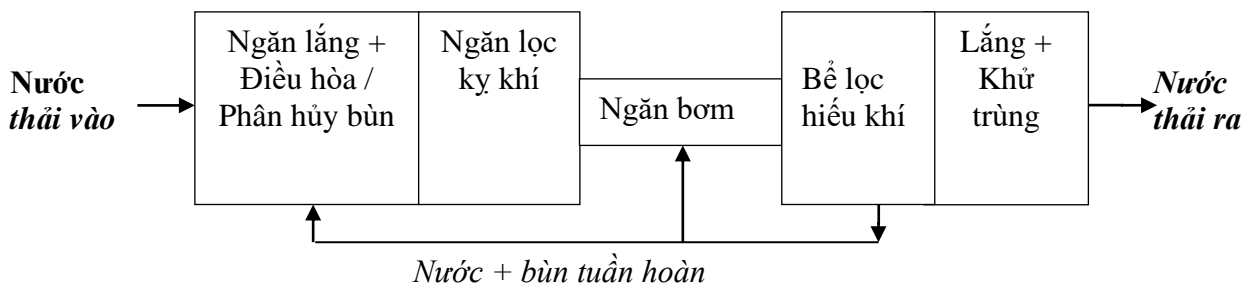 Nước
thải vào
Ngăn lắng +
Điều hòa /
Phân hủy bùn
Ngăn lọc
kỵ khí
Ngăn bơm
Bể lọc
hiếu khí
Lắng +
Khử
trùng
Nước
thải ra
Nước + bùn tuần hoàn